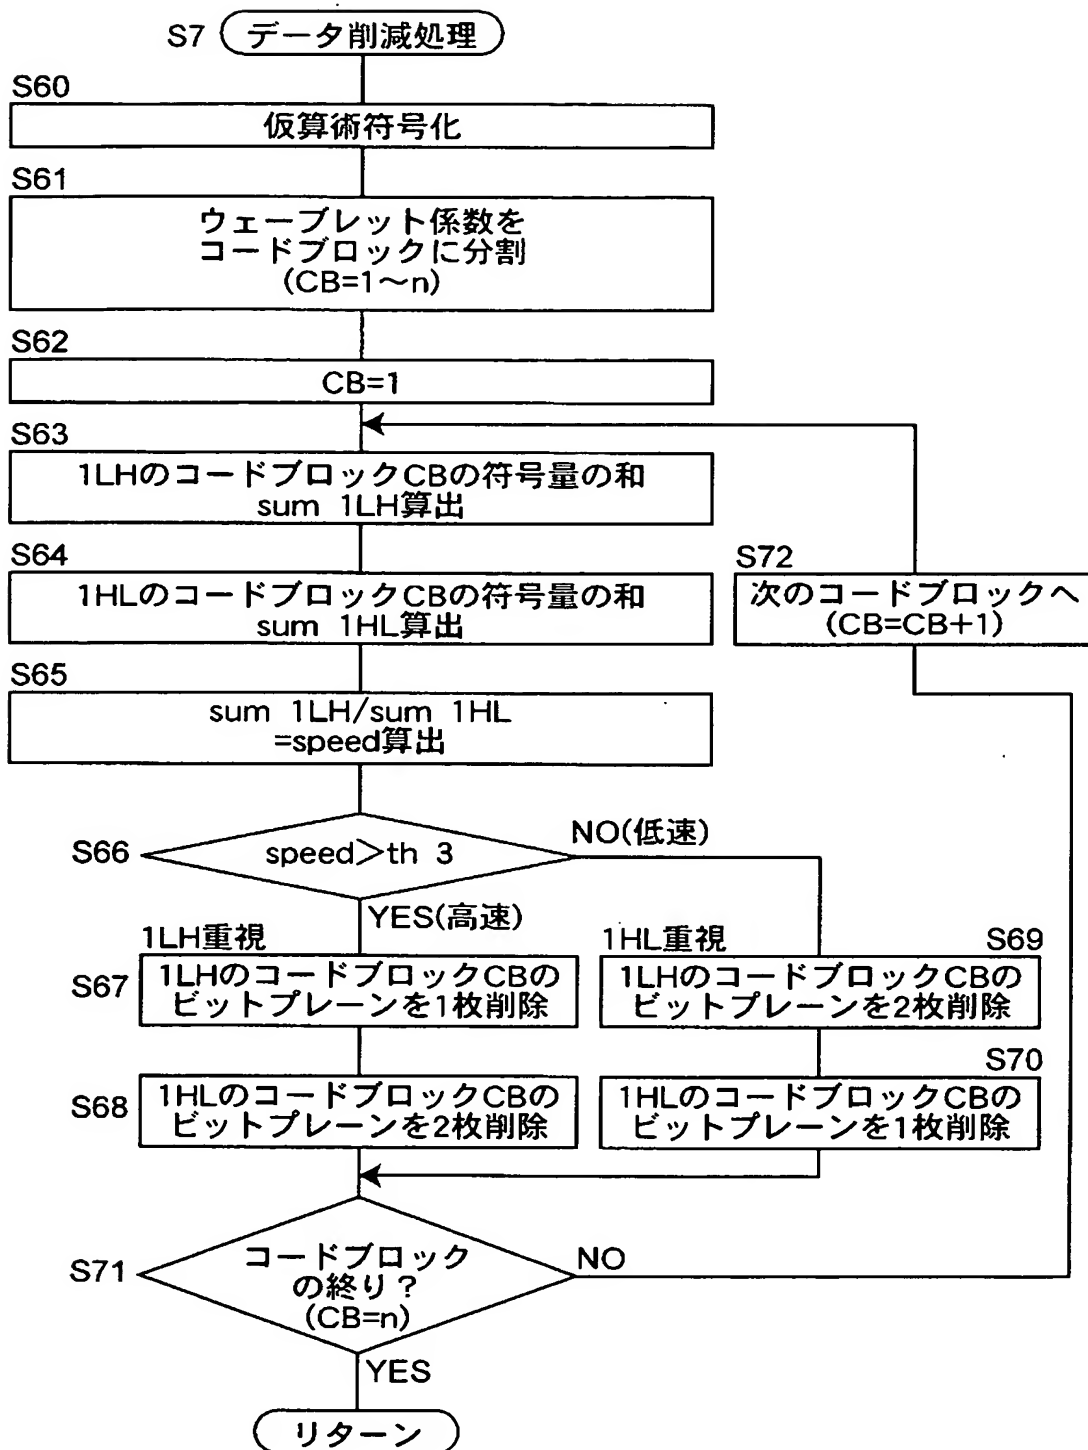 S7 データ削減処理
S60
仮算術符号化
S61
ウェーブレット係数を
コードブロックに分割
(CB=1〜n)
S62
CB=1
S63
1LHのコードブロックCBの符号量の和
sum 1LH算出
S64
1HLのコードブロックCBの符号量の和
sum 1HL算出
S72
次のコードブロックへ
(CB=CB+1)
S65
sum 1LH/sum 1HL
=speed算出
S66
speed>th 3
NO(低速)
YES(高速)
1LH重視
S67
1LHのコードブロックCBの
ビットプレーンを1枚削除
1HL重視
S69
1LHのコードブロックCBの
ビットプレーンを2枚削除
S68
1HLのコードブロックCBの
ビットプレーンを2枚削除
S70
1HLのコードブロックCBの
ビットプレーンを1枚削除
S71
コードブロック
の終り?
(CB=n)
NO
YES
リターン